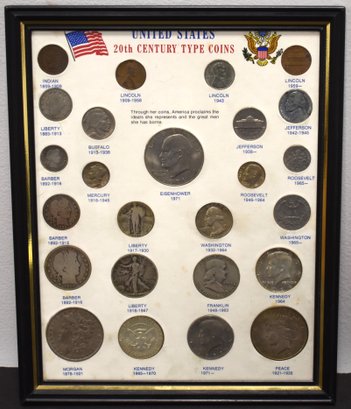 UNITED STATES
20th CENTURY TYPE COINS
INDIAN
LINCOLN
1909-1958
LINCOLN
1943
LINCOLN
1959-
Through her coins, America proclaims the
ideals she represents and the great men
she has borne.
LIBERTY
1883-1913
BUFFALO
1913-1938
JEFFERSON
1938-
JEFFERSON
1942-1945
BARBER
1892-1916
MERCURY
1916-1945
EISENHOWER
1971
ROOSEVELT
1946-1964
ROOSEVELT
1965-
BARBER
1892-1916
LIBERTY
1917-1930
WASHINGTON
1932-1964
WASHINGTON
1965-
BARBER
1892-1915
LIBERTY
1916-1947
FRANKLIN
1948-1963
KENNEDY
1964
MORGAN
1878-1921
KENNEDY
1965-1970
KENNEDY
1971-
PEACE
1921-1935